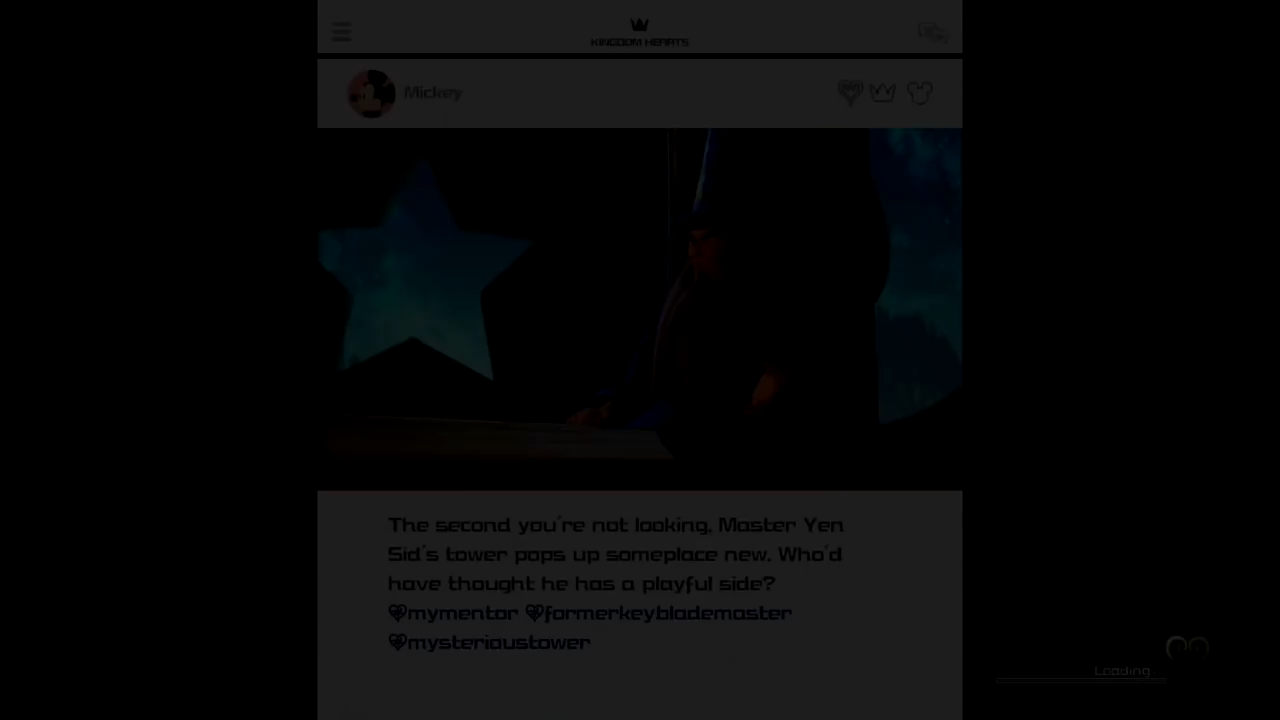 KINGDOM HEARTS
Mickey
The second you're not looking, Master Yen
Sid's tower pops up someplace new. Who'd
have thought he has a playful side?
mymentor formerkeyblademaster
mysterioustower
Loading